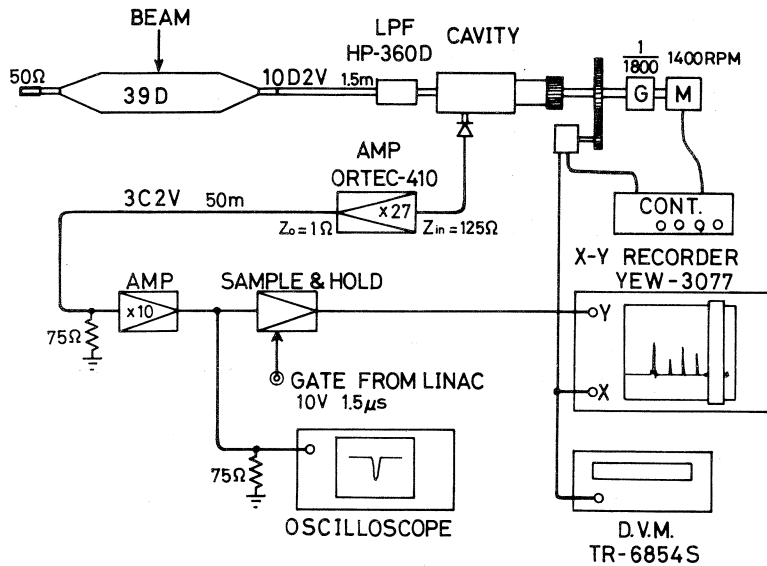 BEAM
LPF
HP-360D
CAVITY
1/1800
1400RPM
50Ω
39D
10D2V
1.5m
G
M
AMP
ORTEC-410
3C2V 50m
x27
Zo=1Ω
Zin=125Ω
CONT.
X-Y RECORDER
YEW-3077
AMP
SAMPLE & HOLD
x10
Y
75Ω
GATE FROM LINAC
10V 1.5μs
X
75Ω
OSCILLOSCOPE
D.V.M.
TR-6854S